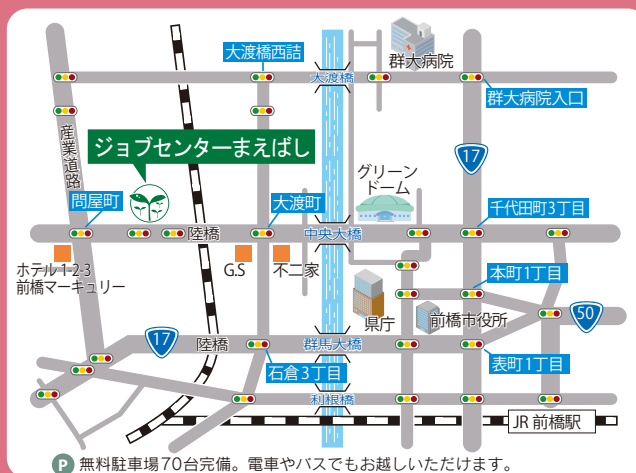 大渡橋西詰
群大病院
大渡橋
群大病院入口
産業道路
ジョブセンターまえばし
17
グリーン
ドーム
問屋町
大渡町
千代田町3丁目
陸橋
中央大橋
ホテル1-2-3
前橋マーキュリー
G.S
不二家
本町1丁目
県庁
前橋市役所
50
17
陸橋
群馬大橋
石倉3丁目
表町1丁目
利根橋
JR前橋駅
P 無料駐車場70台完備。電車やバスでもお越しいただけます。